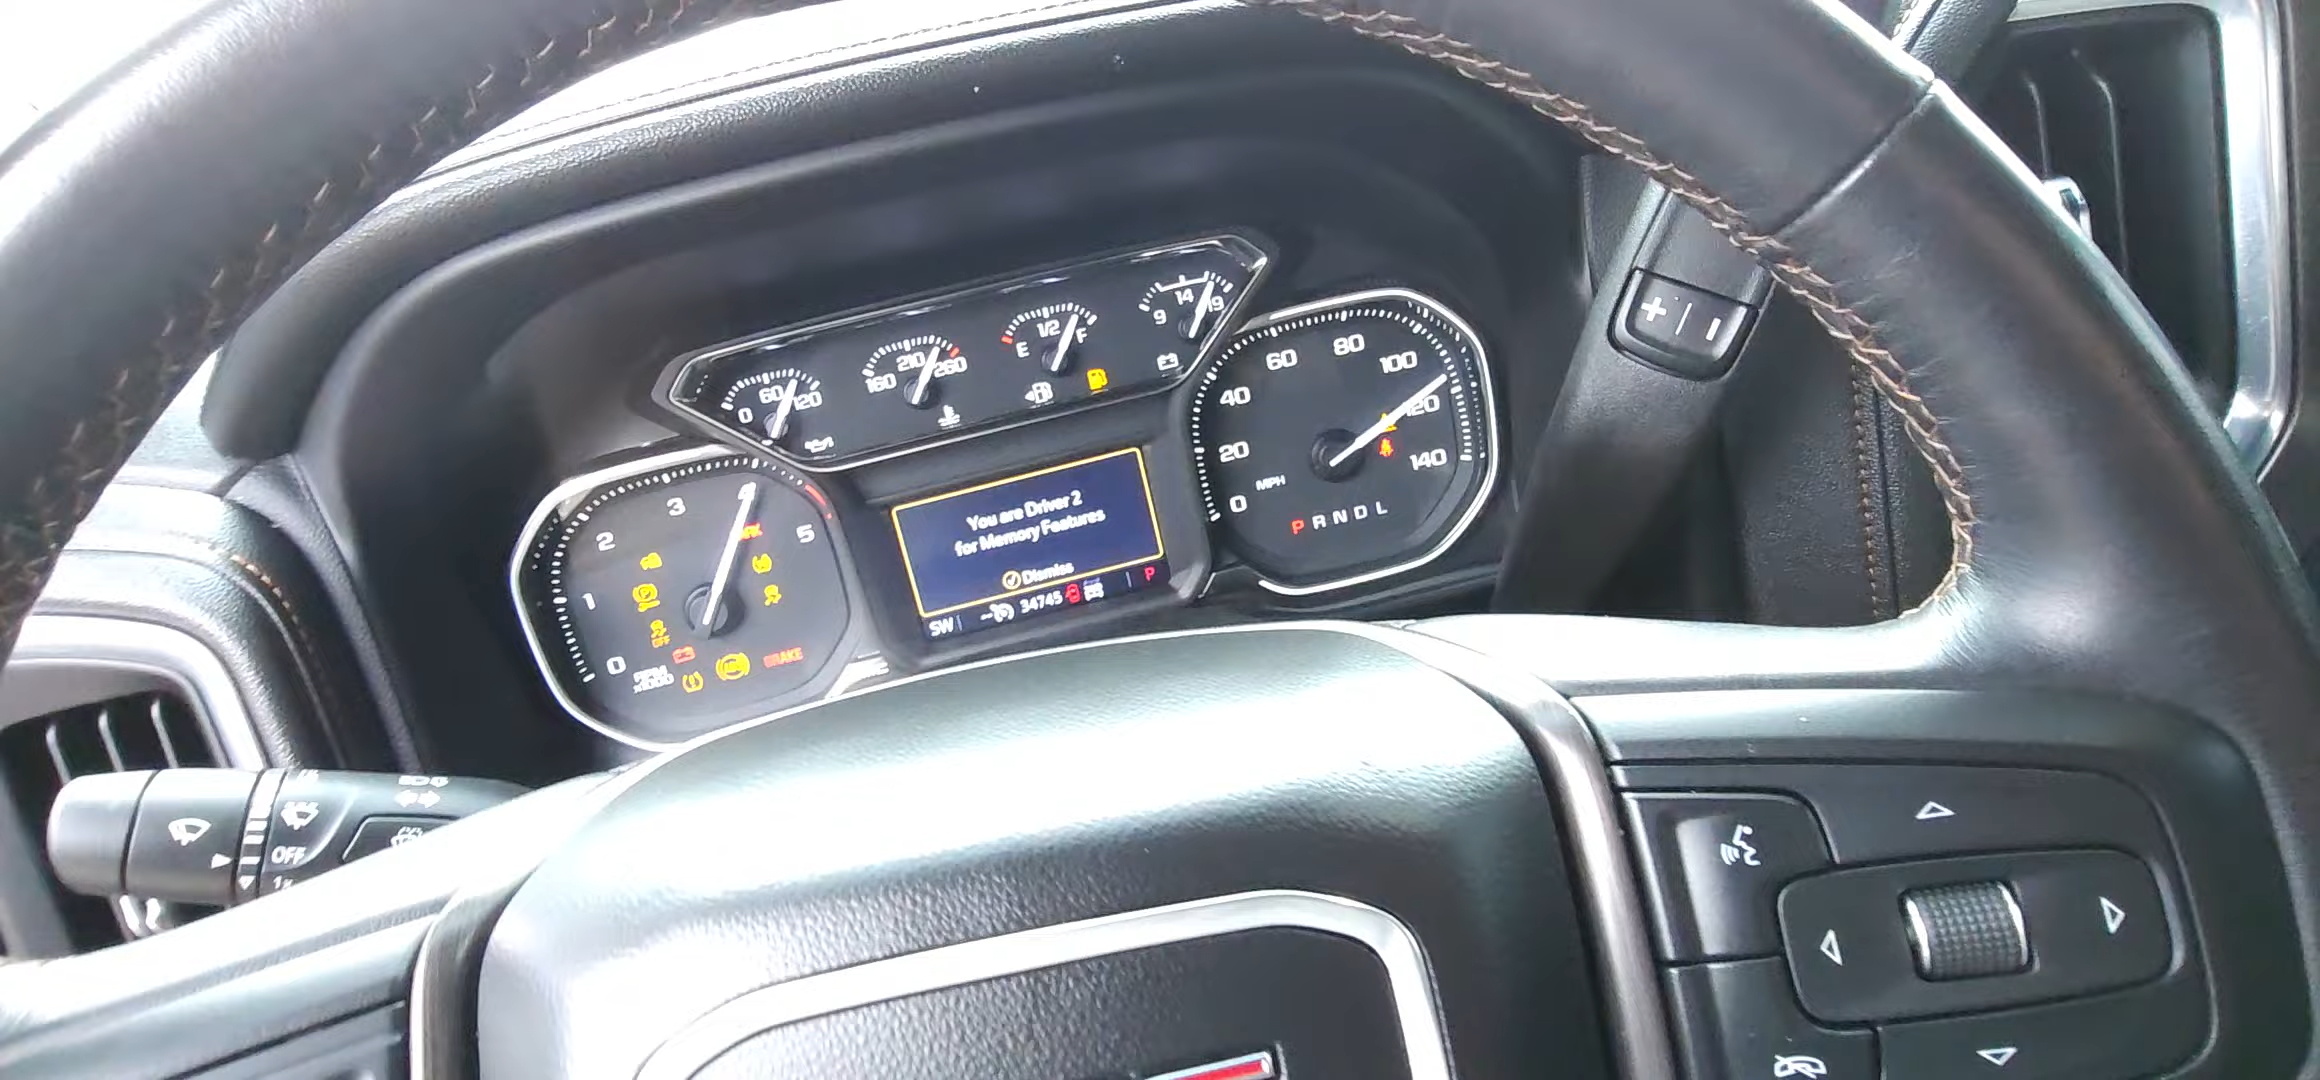 0 60 120
160 210 260
E 1/2 F
9 14 19
0 1 2 3 4 5
RPM
x1000
OFF
BRAKE
You are Driver 2
for Memory Features
Dismiss
SW
34745
P
0 20 40 60 80 100 120 140
MPH
P R N D L
OFF